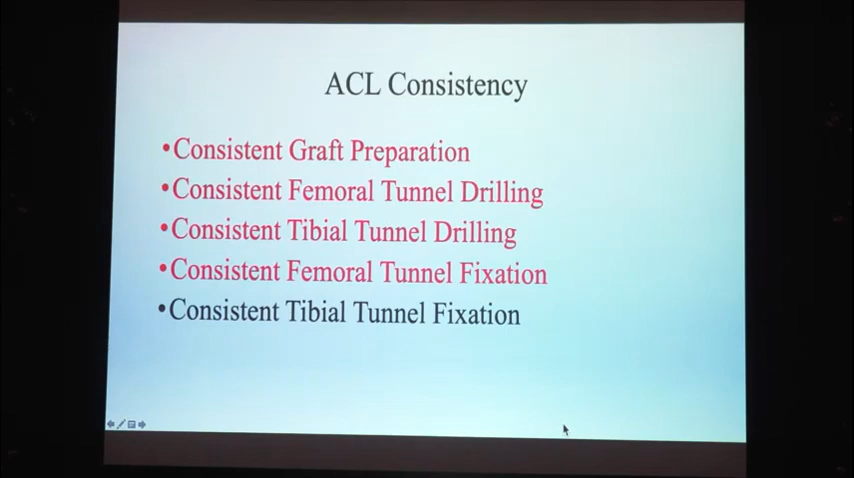 ACL Consistency
•Consistent Graft Preparation
•Consistent Femoral Tunnel Drilling
•Consistent Tibial Tunnel Drilling
•Consistent Femoral Tunnel Fixation
•Consistent Tibial Tunnel Fixation